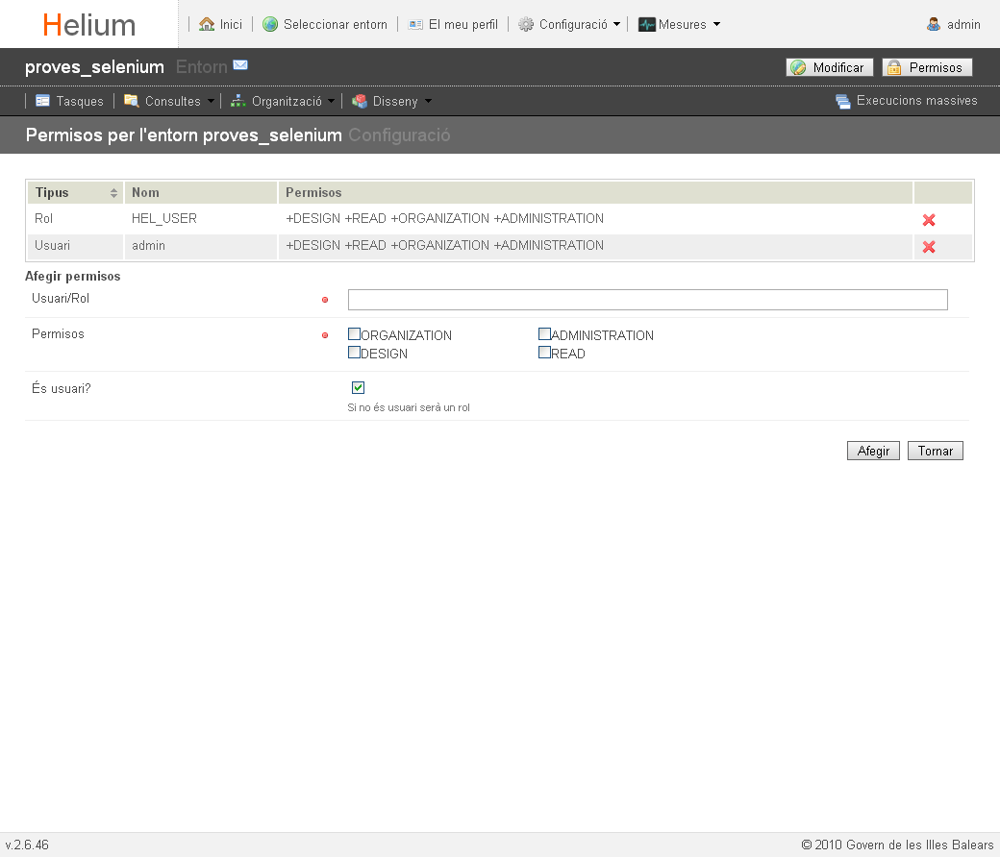 Helium
Inici
Seleccionar entorn
El meu perfil
Configuració
Mesures
admin
proves_selenium Entorn
Modificar
Permisos
Tasques
Consultes
Organització
Disseny
Execucions massives
Permisos per l'entorn proves_selenium Configuració
Tipus Nom Permisos
Rol HEL_USER +DESIGN +READ +ORGANIZATION +ADMINISTRATION
Usuari admin +DESIGN +READ +ORGANIZATION +ADMINISTRATION
Afegir permisos
Usuari/Rol
Permisos
ORGANIZATION ADMINISTRATION
DESIGN READ
És usuari?
Si no és usuari serà un rol
Afegir Tornar
v.2.6.46
© 2010 Govern de les Illes Balears